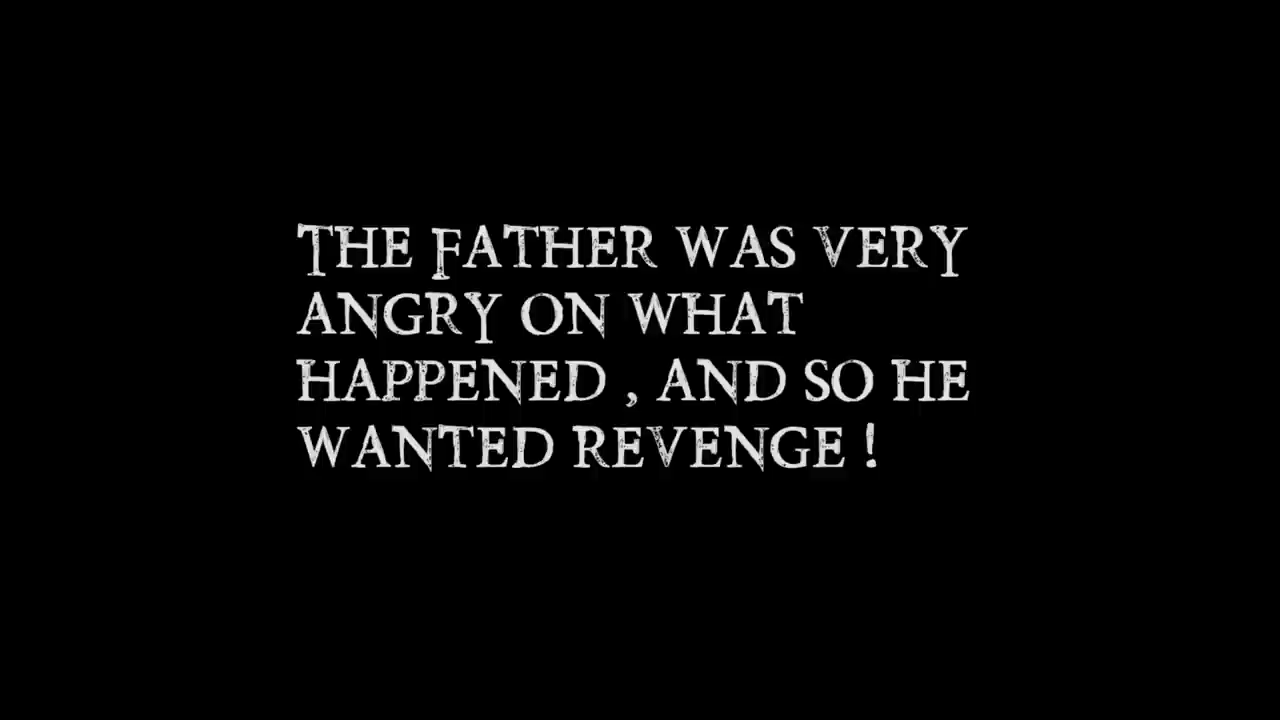 THE FATHER WAS VERY
ANGRY ON WHAT
HAPPENED , AND SO HE
WANTED REVENGE !